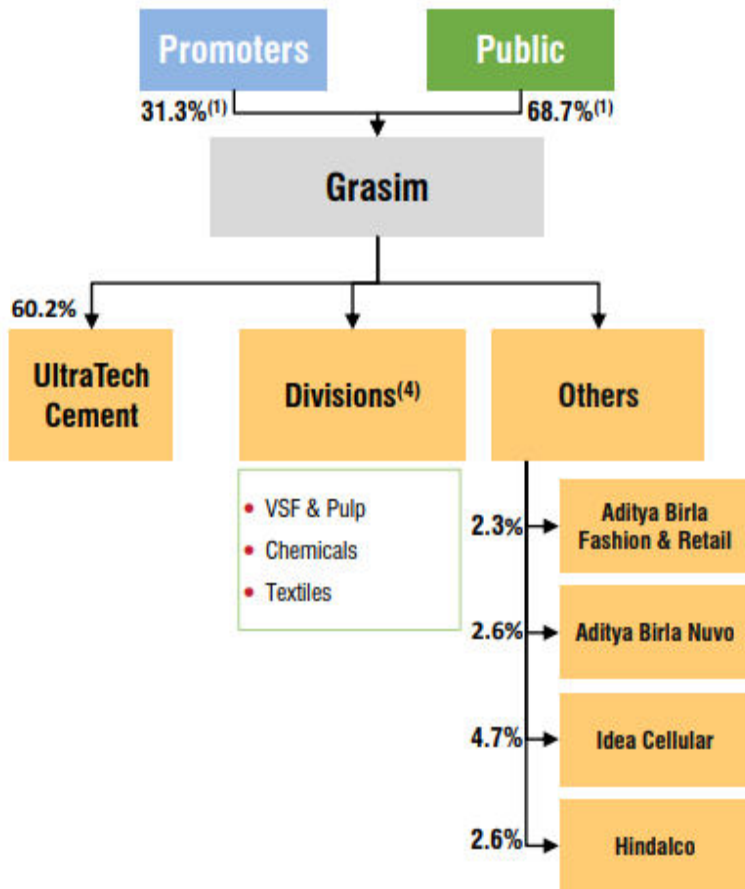 Promoters
Public
31.3%(1)
68.7%(1)
Grasim
60.2%
UltraTech
Cement
Divisions(4)
Others
• VSF & Pulp
• Chemicals
• Textiles
2.3%
Aditya Birla
Fashion & Retail
2.6%
Aditya Birla Nuvo
4.7%
Idea Cellular
2.6%
Hindalco